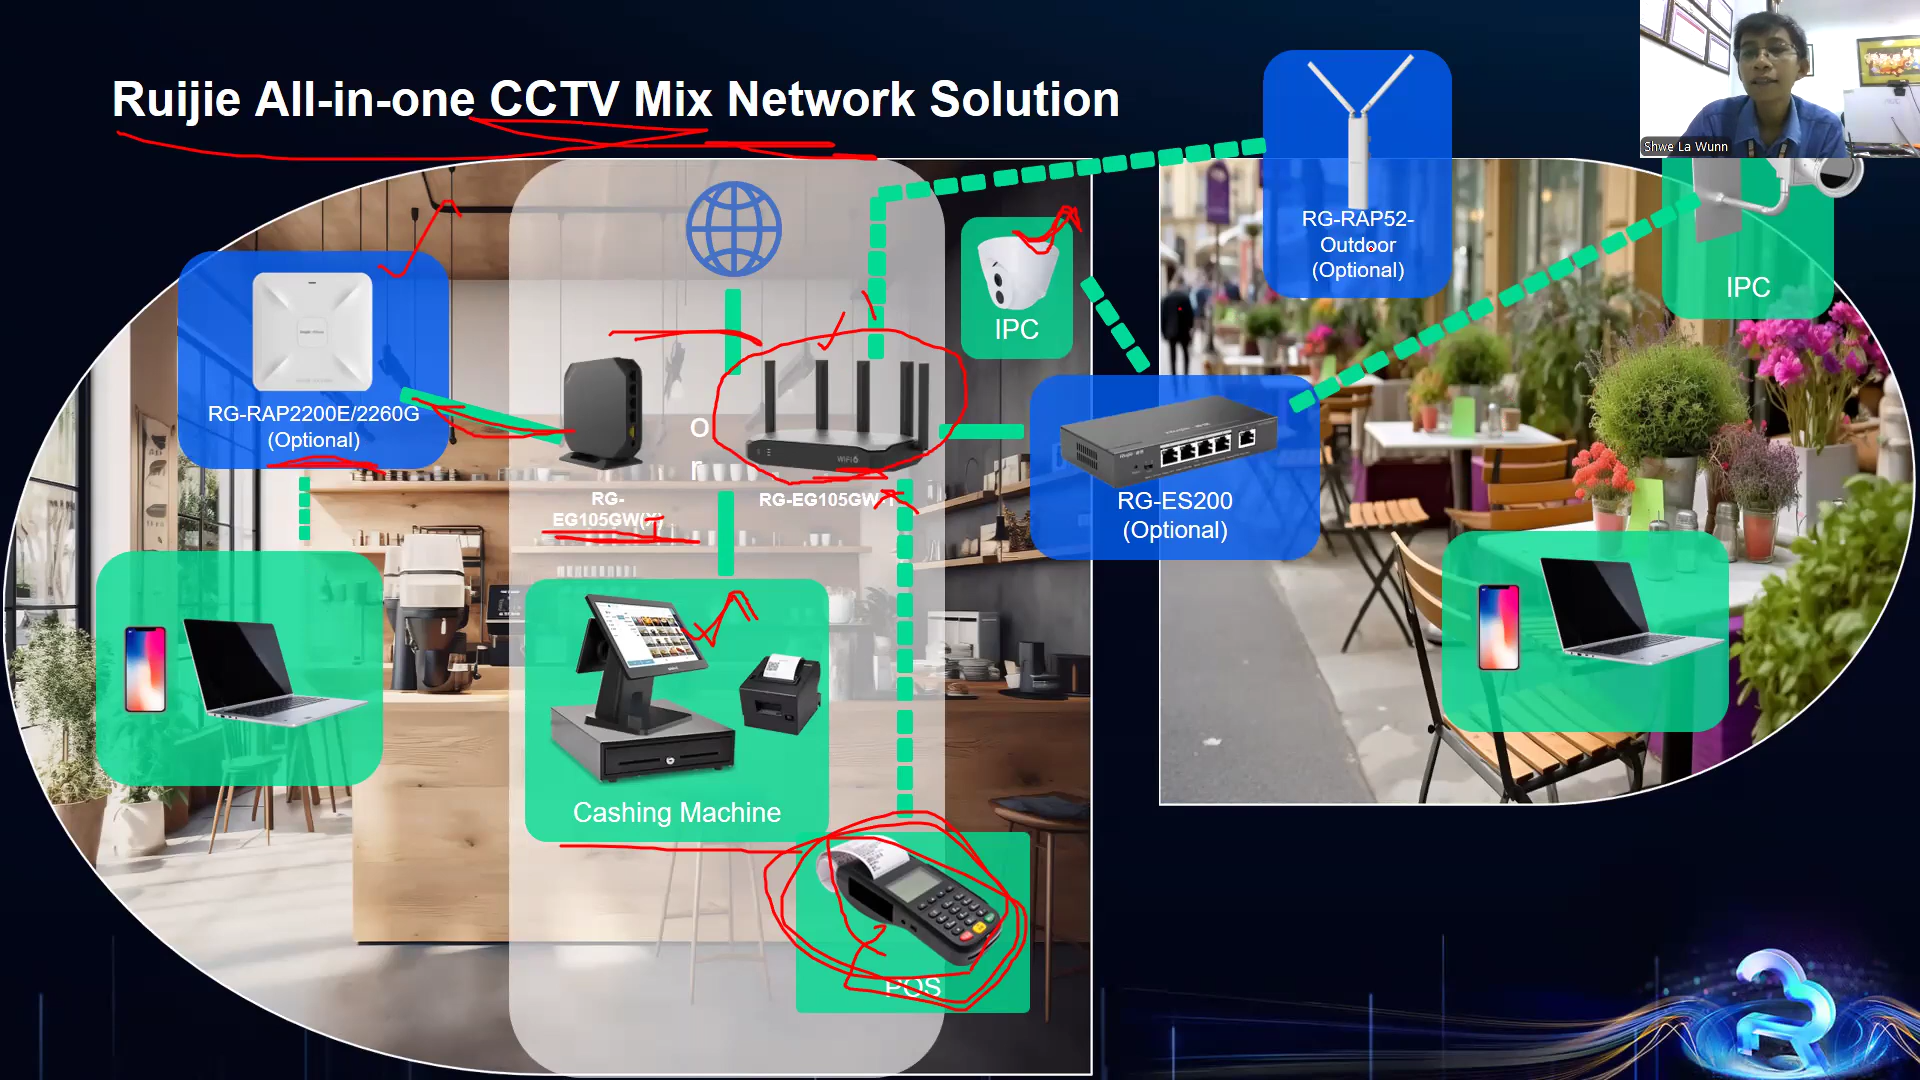 Ruijie All-in-one CCTV Mix Network Solution
Shwe La Wunn
RG-RAP52-
Outdoor
(Optional)
IPC
IPC
RG-RAP2200E/2260G
(Optional)
O
r
WiFi6
RG-
EG105GW(X)
RG-EG105GW-
RG-ES200
(Optional)
Cashing Machine
POS